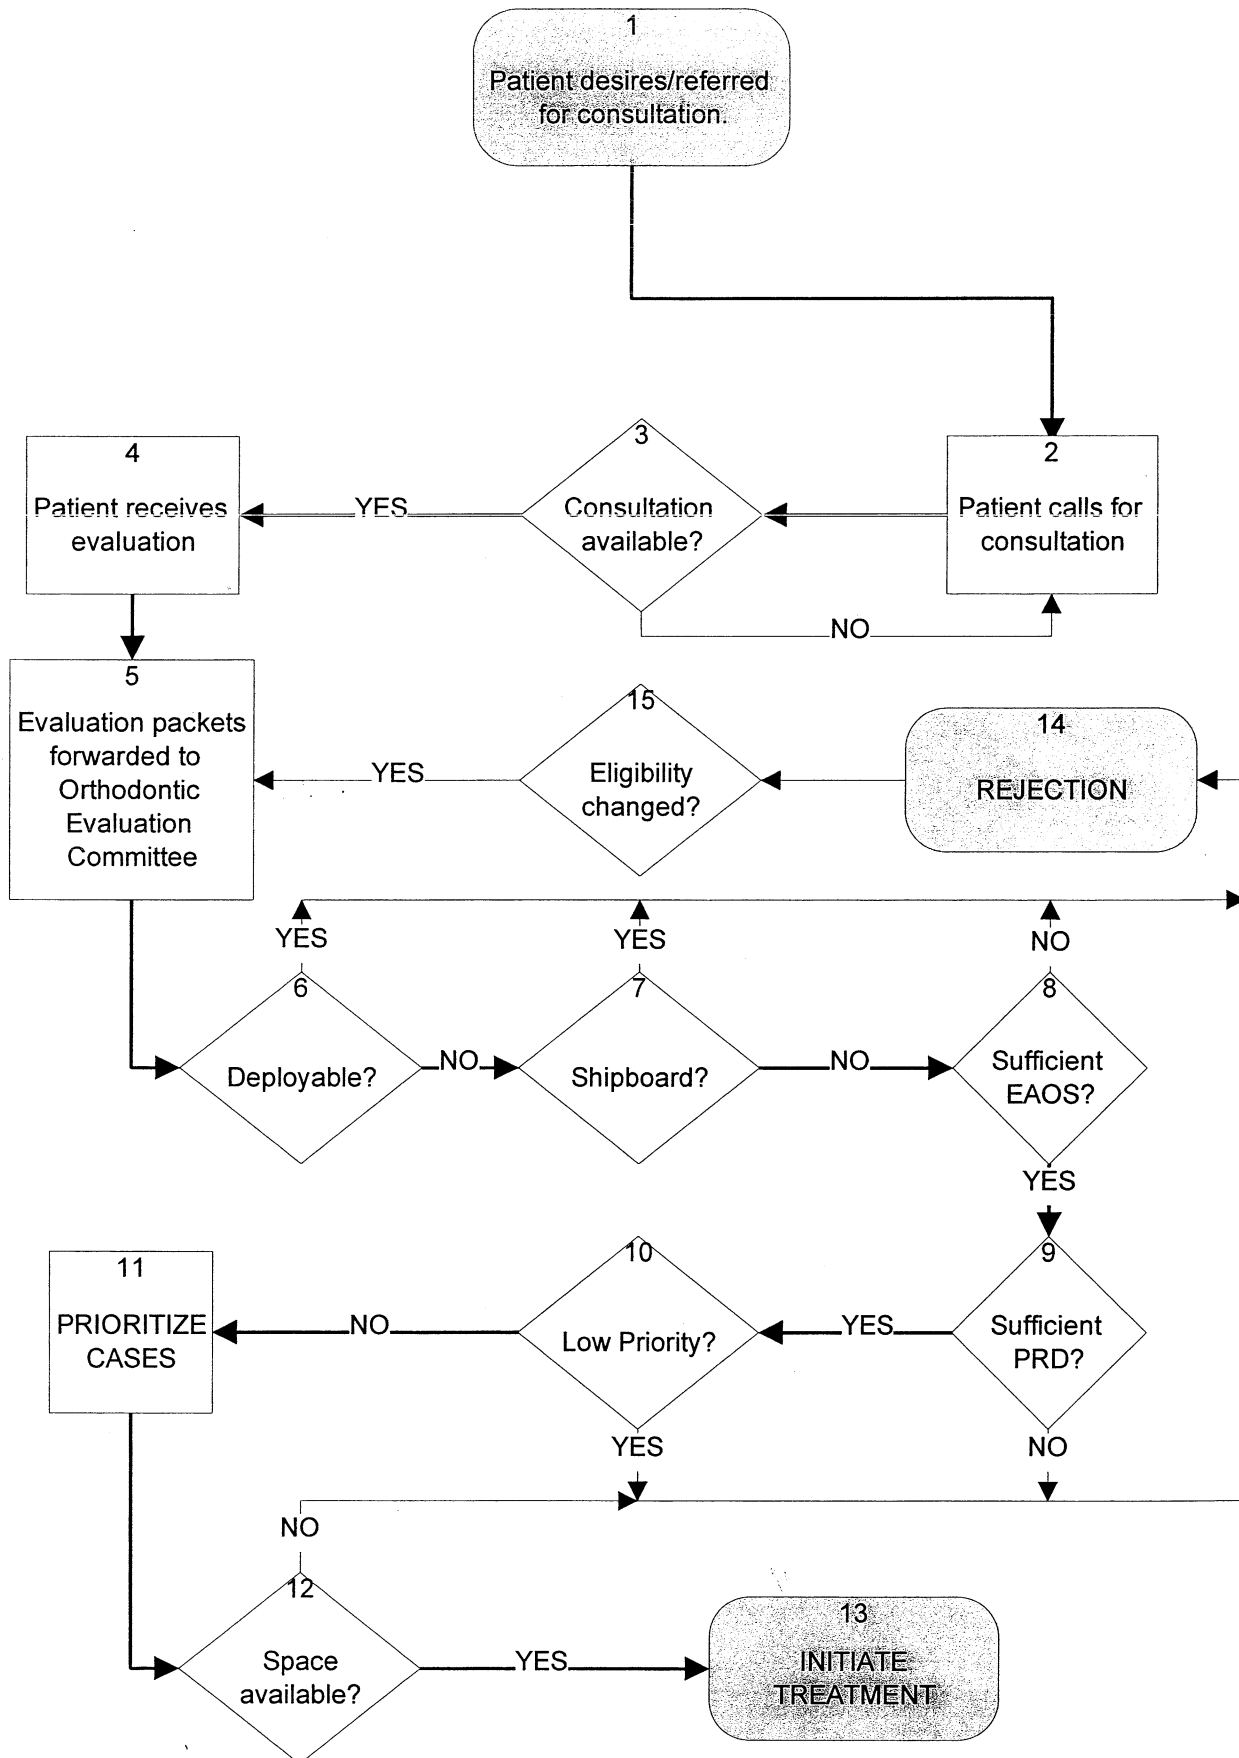 1
Patient desires/referred
for consultation.
4
Patient receives
evaluation
YES
3
Consultation
available?
2
Patient calls for
consultation
NO
5
Evaluation packets
forwarded to
Orthodontic
Evaluation
Committee
YES
15
Eligibility
changed?
14
REJECTION
YES
YES
NO
6
Deployable?
NO
7
Shipboard?
NO
8
Sufficient
EAOS?
YES
11
PRIORITIZE
CASES
NO
10
Low Priority?
YES
9
Sufficient
PRD?
YES
NO
NO
12
Space
available?
YES
13
INITIATE
TREATMENT